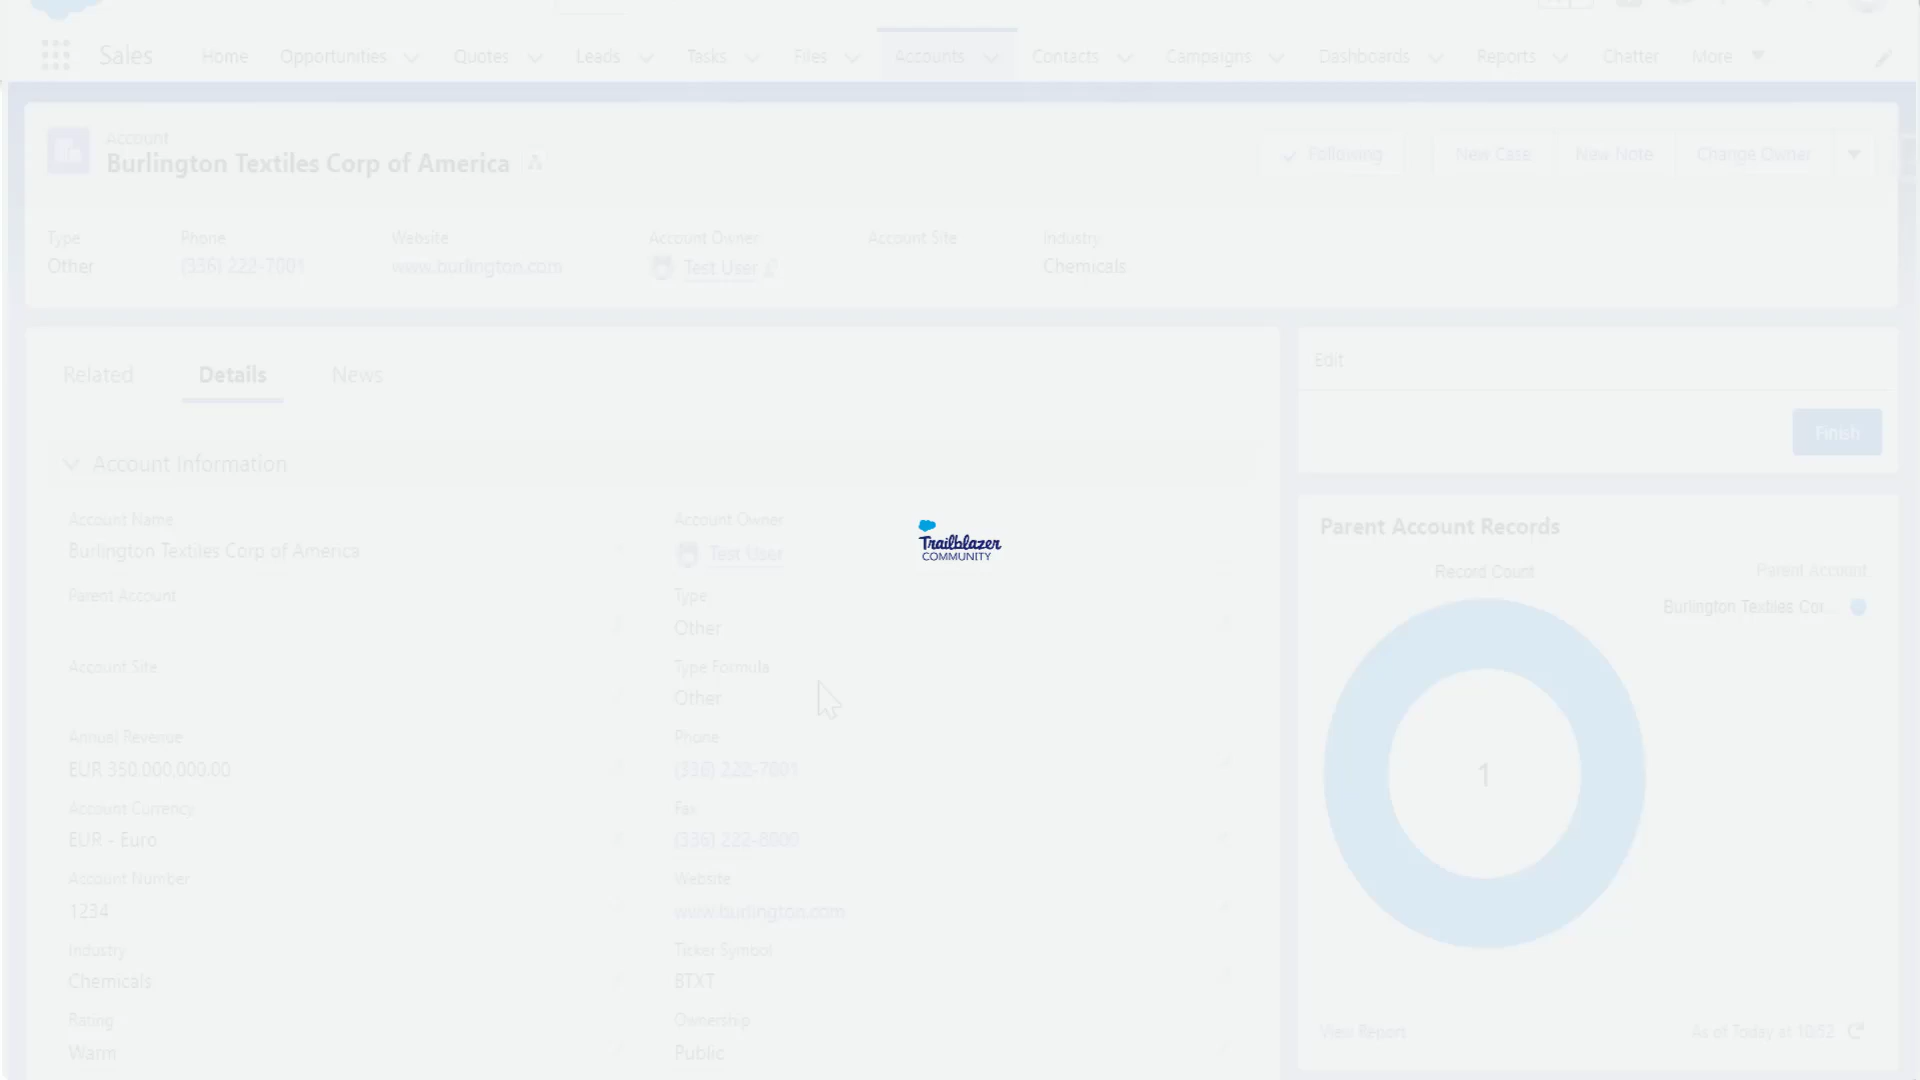 Sales Home Opportunities Quotes Leads Tasks Files Accounts Contacts Campaigns Dashboards Reports Chatter More
Account
Burlington Textiles Corp of America
Following New Case New Note Change Owner
Type Phone Website Account Owner Account Site Industry
Other (336) 222-7001 www.burlington.com Test User Chemicals
Related Details News
Edit
Finish
Account Information
Account Name Account Owner
Burlington Textiles Corp of America Test User
Trailblazer
COMMUNITY
Parent Account Type
Other
Account Site Type Formula
Other
Annual Revenue Phone
EUR 350.000.000,00 (336) 222-7001
Account Currency Fax
EUR - Euro (336) 222-8000
Account Number Website
1234 www.burlington.com
Industry Ticker Symbol
Chemicals BTXT
Rating Ownership
Warm Public
Parent Account Records
Record Count Parent Account
Burlington Textiles Cor...
1
View Report As of Today at 10:52